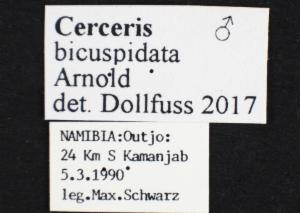 Cerceris ♂
bicuspidata
Arnold
det. Dollfuss 2017
NAMIBIA:Outjo:
24 Km S Kamanjab
5.3.1990
leg.Max.Schwarz